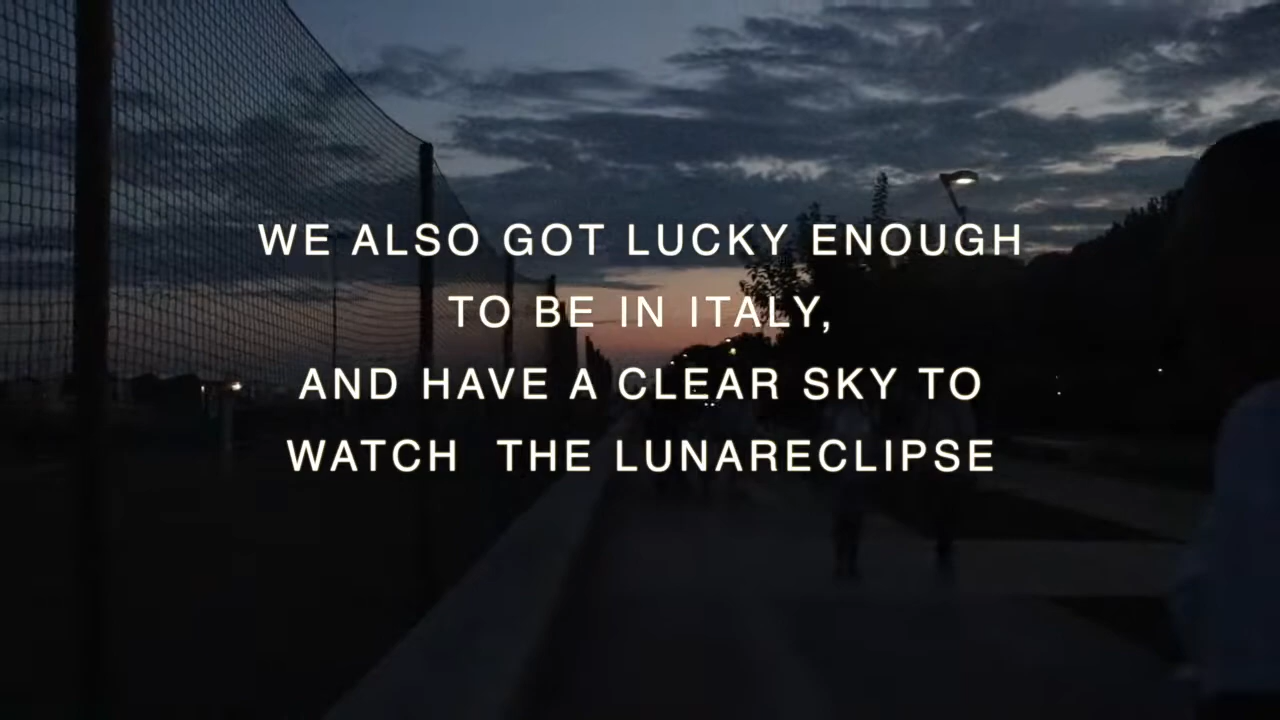 WE ALSO GOT LUCKY ENOUGH
TO BE IN ITALY,
AND HAVE A CLEAR SKY TO
WATCH  THE LUNARECLIPSE